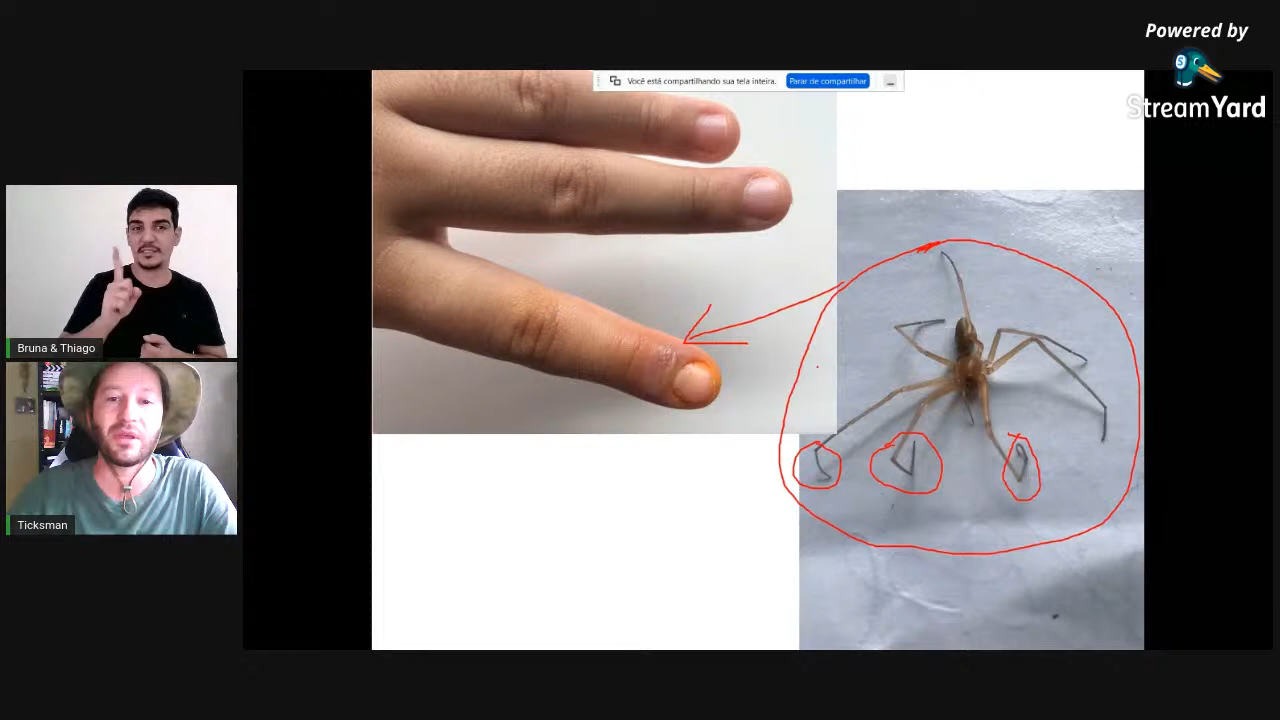 Powered by
StreamYard
Você está compartilhando sua tela inteira.
Parar de compartilhar
Bruna & Thiago
Ticksman